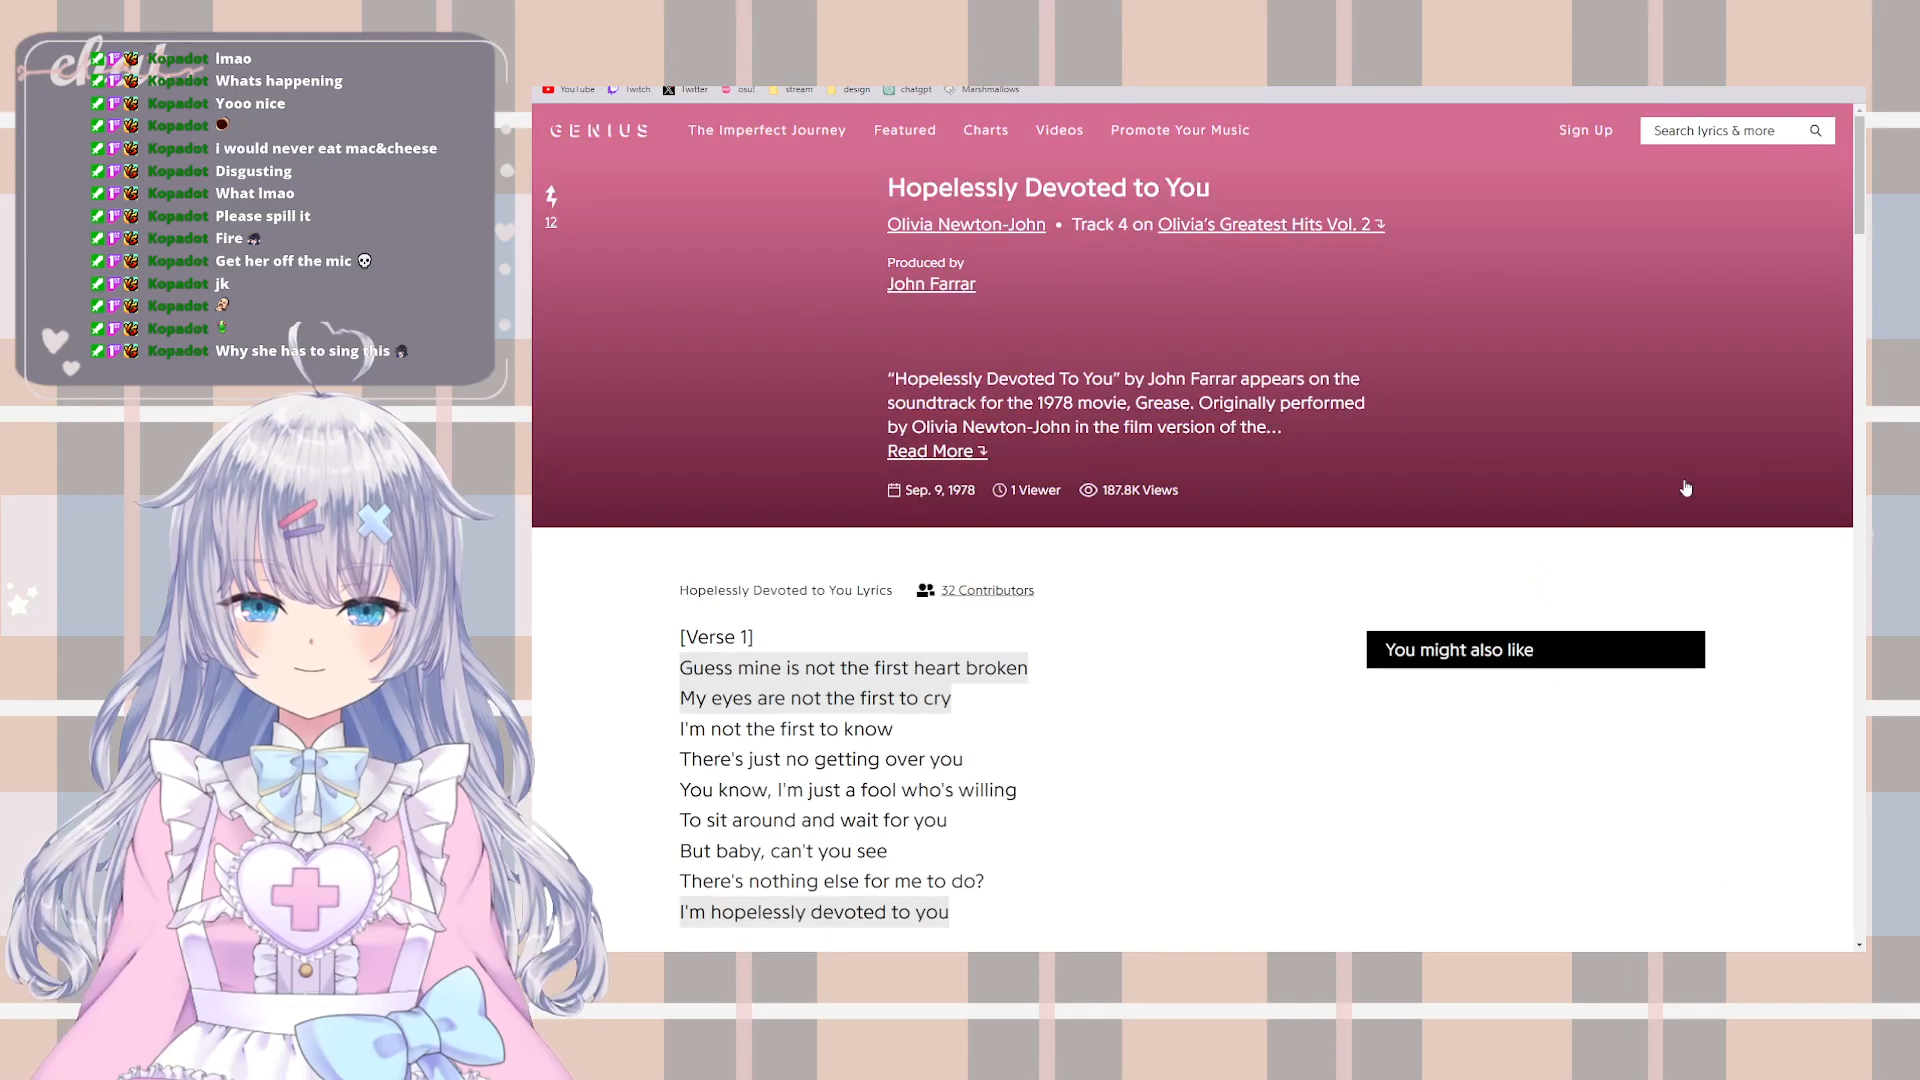 chat
Kopadot lmao
Kopadot Whats happening
Kopadot Yooo nice
Kopadot
Kopadot i would never eat mac&cheese
Kopadot Disgusting
Kopadot What lmao
Kopadot Please spill it
Kopadot Fire
Kopadot Get her off the mic
Kopadot jk
Kopadot
Kopadot
Kopadot Why she has to sing this
YouTube Twitch Twitter osu! stream design chatgpt Marshmallows
GENIUS The Imperfect Journey Featured Charts Videos Promote Your Music Sign Up Search lyrics & more
12
Hopelessly Devoted to You
Olivia Newton-John • Track 4 on Olivia’s Greatest Hits Vol. 2
Produced by
John Farrar
“Hopelessly Devoted To You” by John Farrar appears on the
soundtrack for the 1978 movie, Grease. Originally performed
by Olivia Newton-John in the film version of the…
Read More
Sep. 9, 1978 1 Viewer 187.8K Views
Hopelessly Devoted to You Lyrics 32 Contributors
[Verse 1]
Guess mine is not the first heart broken
My eyes are not the first to cry
I'm not the first to know
There's just no getting over you
You know, I'm just a fool who's willing
To sit around and wait for you
But baby, can't you see
There's nothing else for me to do?
I'm hopelessly devoted to you
You might also like